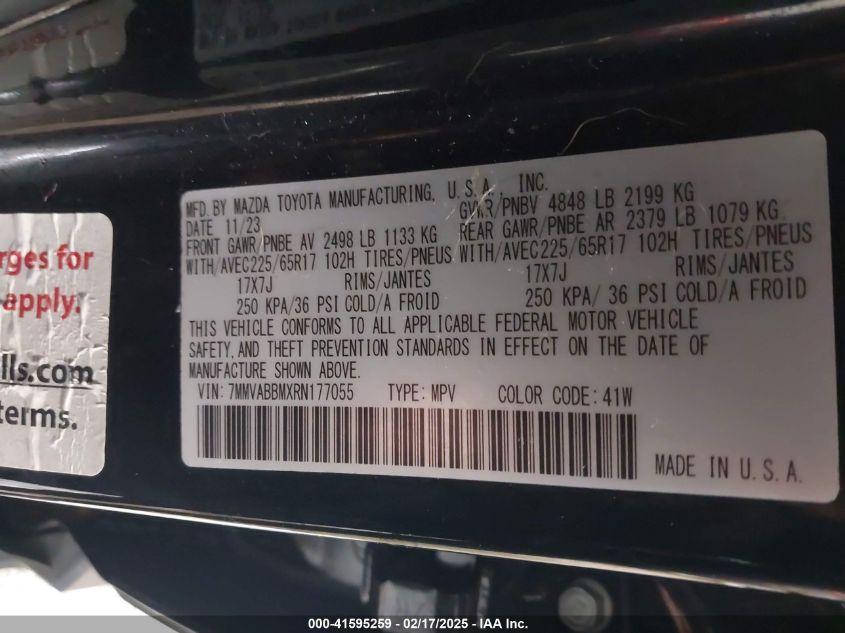 MFD. BY MAZDA TOYOTA MANUFACTURING, U.S.A., INC.
DATE 11/23 GVWR/PNBV 4848 LB 2199 KG
FRONT GAWR/PNBE AV 2498 LB 1133 KG REAR GAWR/PNBE AR 2379 LB 1079 KG
WITH/AVEC225/65R17 102H TIRES/PNEUS WITH/AVEC225/65R17 102H TIRES/PNEUS
17X7J RIMS/JANTES 17X7J RIMS/JANTES
250 KPA/36 PSI COLD/A FROID 250 KPA/ 36 PSI COLD/A FROID
THIS VEHICLE CONFORMS TO ALL APPLICABLE FEDERAL MOTOR VEHICLE
SAFETY, AND THEFT PREVENTION STANDARDS IN EFFECT ON THE DATE OF
MANUFACTURE SHOWN ABOVE.
VIN: 7MMVABBMXRN177055 TYPE: MPV COLOR CODE: 41W
MADE IN U.S.A.
rges for
apply.
lls.com
terms.
000-41595259 - 02/17/2025 - IAA Inc.